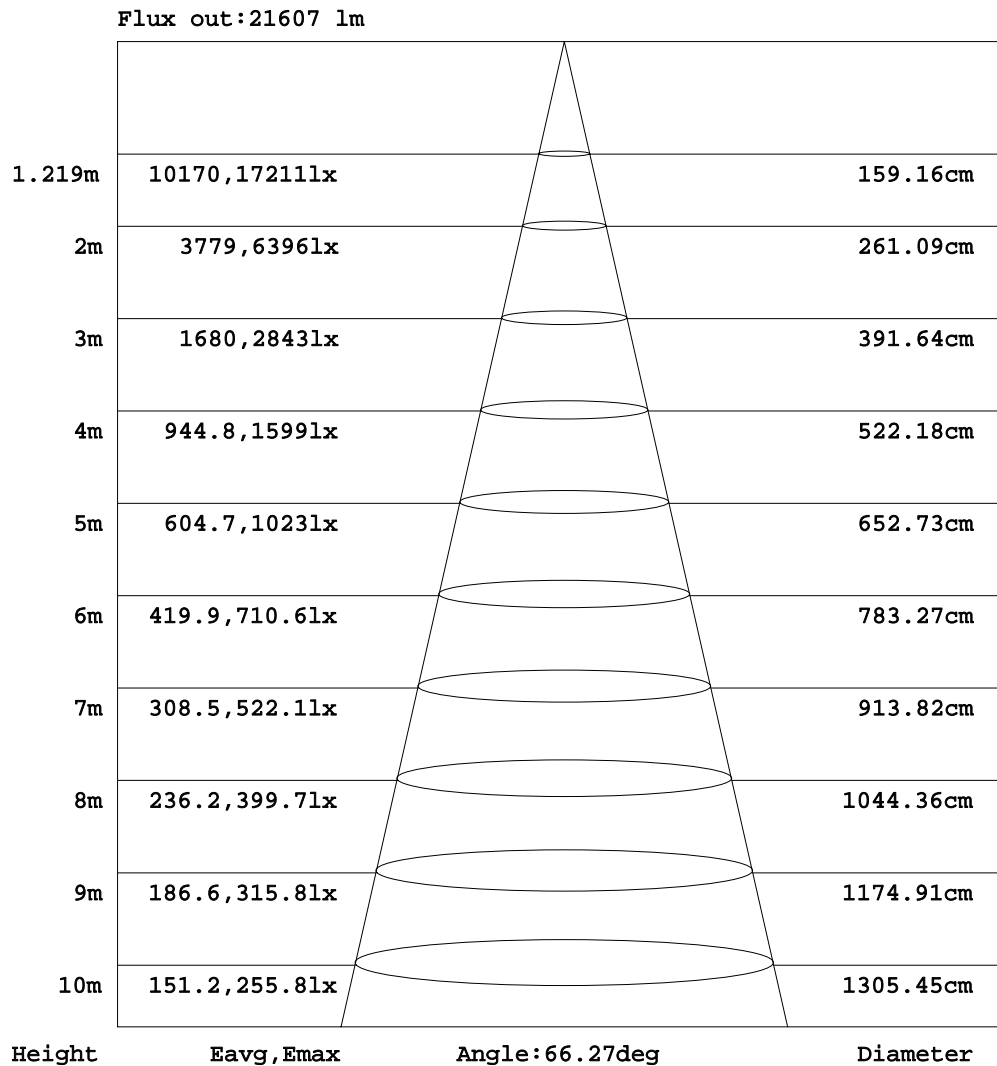 Flux out:21607 lm
1.219m 10170,17211lx 159.16cm
2m 3779,6396lx 261.09cm
3m 1680,2843lx 391.64cm
4m 944.8,1599lx 522.18cm
5m 604.7,1023lx 652.73cm
6m 419.9,710.6lx 783.27cm
7m 308.5,522.1lx 913.82cm
8m 236.2,399.7lx 1044.36cm
9m 186.6,315.8lx 1174.91cm
10m 151.2,255.8lx 1305.45cm
Height Eavg,Emax Angle:66.27deg Diameter